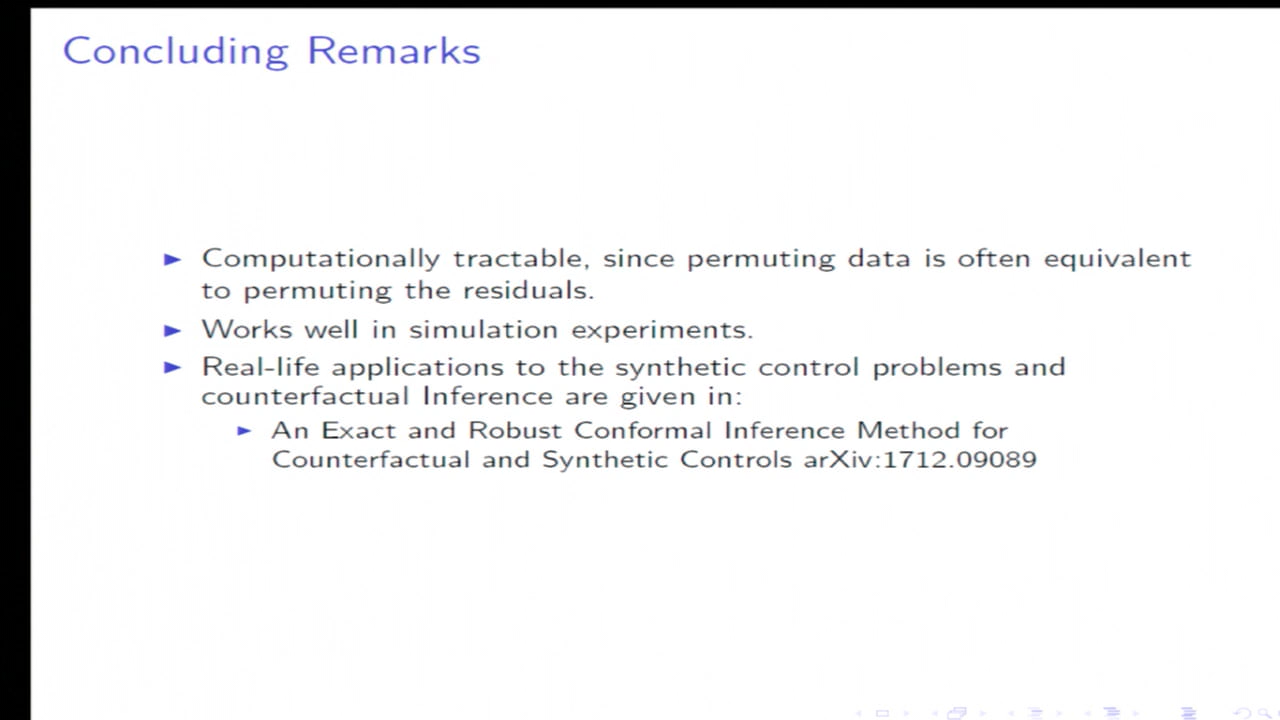 Concluding Remarks
► Computationally tractable, since permuting data is often equivalent
to permuting the residuals.
► Works well in simulation experiments.
► Real-life applications to the synthetic control problems and
counterfactual Inference are given in:
► An Exact and Robust Conformal Inference Method for
Counterfactual and Synthetic Controls arXiv:1712.09089